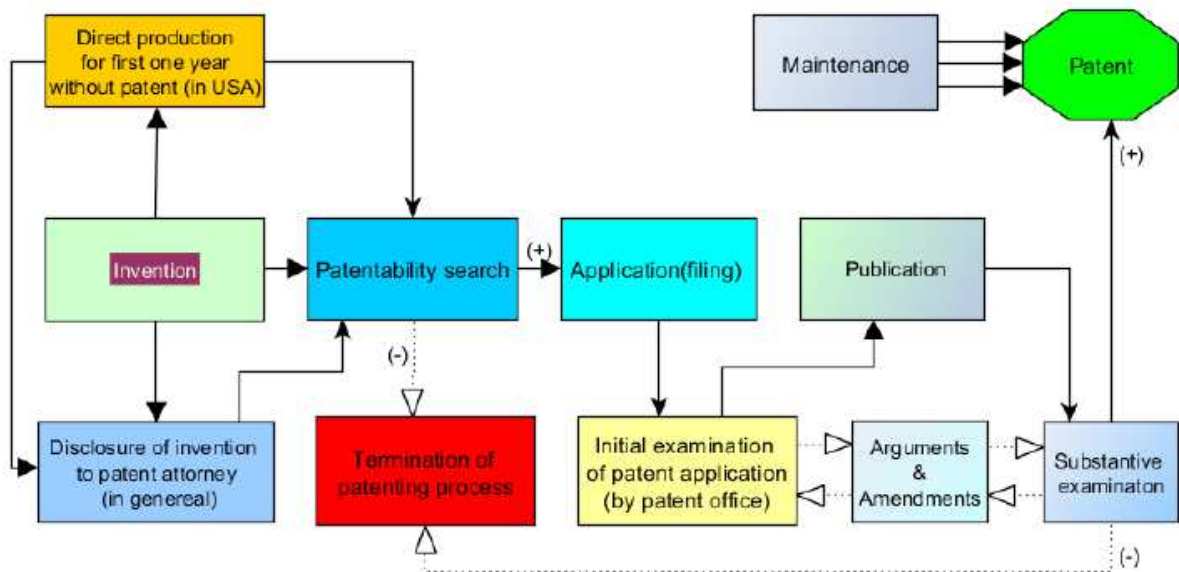 Direct production
for first one year
without patent (in USA)
Maintenance
Patent
(+)
Invention
Patentability search
(+)
Application(filing)
Publication
(-)
Disclosure of invention
to patent attorney
(in genereal)
Termination of
patenting process
Initial examination
of patent application
(by patent office)
Arguments
&
Amendments
Substantive
examinaton
(-)